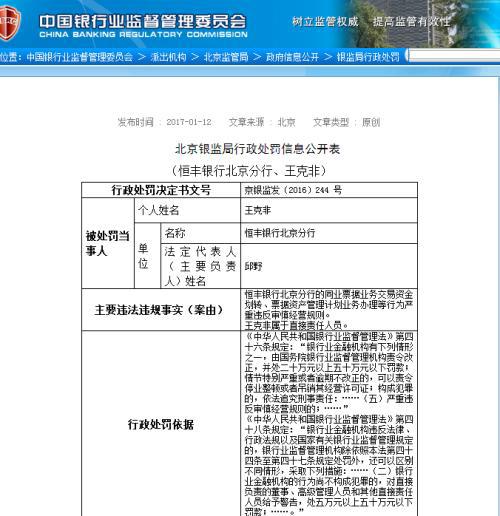 中国银行业监督管理委员会
CHINA BANKING REGULATORY COMMISSION
树立监管权威 提高监管有效性
位置：中国银行业监督管理委员会 > 派出机构 > 北京监管局 > 政府信息公开 > 银监局行政处罚
发布时间：2017-01-12 文章来源：北京 文章类型：原创
北京银监局行政处罚信息公开表
（恒丰银行北京分行、王克非）
行政处罚决定书文号 京银监发（2016）244 号
被处罚当事人
个人姓名 王克非
单位
名称 恒丰银行北京分行
法定代表人
（主要负责
人）姓名
邱野
主要违法违规事实（案由）
恒丰银行北京分行的同业票据业务交易资金
划转、票据资产管理计划业务办理等行为严
重违反审慎经营规则。
王克非属于直接责任人员。
行政处罚依据
《中华人民共和国银行业监督管理法》第四
十六条规定：“银行业金融机构有下列情形
之一，由国务院银行业监督管理机构责令改
正，并处二十万元以上五十万元以下罚款；
情节特别严重或者逾期不改正的，可以责令
停业整顿或者吊销其经营许可证；构成犯罪
的，依法追究刑事责任：……（五）严重违
反审慎经营规则的；……”
《中华人民共和国银行业监督管理法》第四
十八条规定：“银行业金融机构违反法律、
行政法规以及国家有关银行业监督管理规定
的，银行业监督管理机构除依照本法第四十
四条至第四十七条规定处罚外，还可以区别
不同情形，采取下列措施：……（二）银行
业金融机构的行为尚不构成犯罪的，对直接
负责的董事、高级管理人员和其他直接责任
人员给予警告，处五万元以上五十万元以下
罚款；……。”